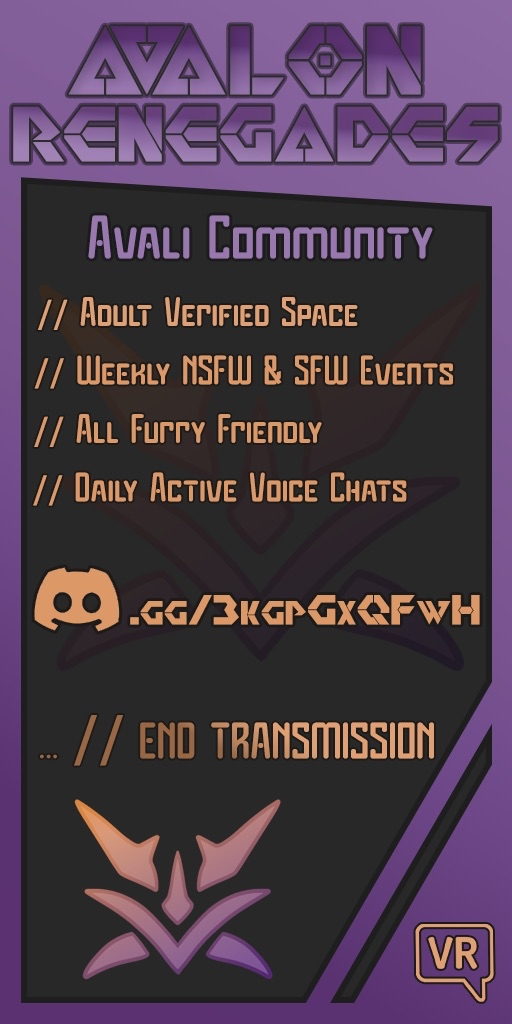 AVALON
RENEGADES
Avali Community
// Adult Verified Space
// Weekly NSFW & SFW Events
// All Furry Friendly
// Daily Active Voice Chats
.gg/3kgpGxQFwH
... // END TRANSMISSION
VR